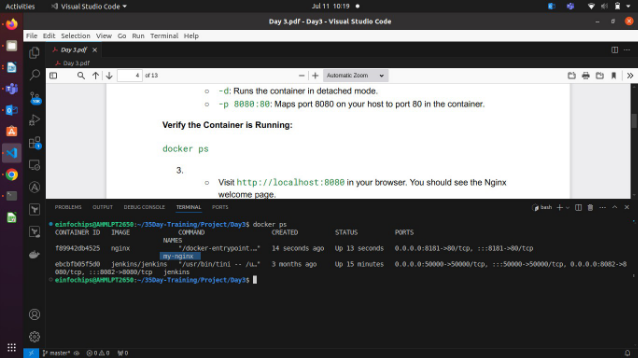 Activities
Visual Studio Code
Jul 11 10:19
Day 3.pdf - Day3 - Visual Studio Code
File Edit Selection View Go Run Terminal Help
Day 3.pdf
Day 3.pdf
4 of 13
Automatic Zoom
○ -d: Runs the container in detached mode.
○ -p 8080:80: Maps port 8080 on your host to port 80 in the container.
Verify the Container is Running:
docker ps
3.
○ Visit http://localhost:8080 in your browser. You should see the Nginx
welcome page.
PROBLEMS OUTPUT DEBUG CONSOLE TERMINAL PORTS
bash
einfochips@AHMLPT2650:~/35Day-Training/Project/Day3$ docker ps
CONTAINER ID IMAGE COMMAND CREATED STATUS PORTS
NAMES
f89942db4525 nginx "/docker-entrypoint.…" 14 seconds ago Up 13 seconds 0.0.0.0:8181->80/tcp, :::8181->80/tcp
my-nginx
ebcbfb05f5d0 jenkins/jenkins "/usr/bin/tini -- /u…" 3 months ago Up 15 minutes 0.0.0.0:50000->50000/tcp, :::50000->50000/tcp, 0.0.0.0:8082->8
080/tcp, :::8082->8080/tcp jenkins
einfochips@AHMLPT2650:~/35Day-Training/Project/Day3$
master*
0 0
0